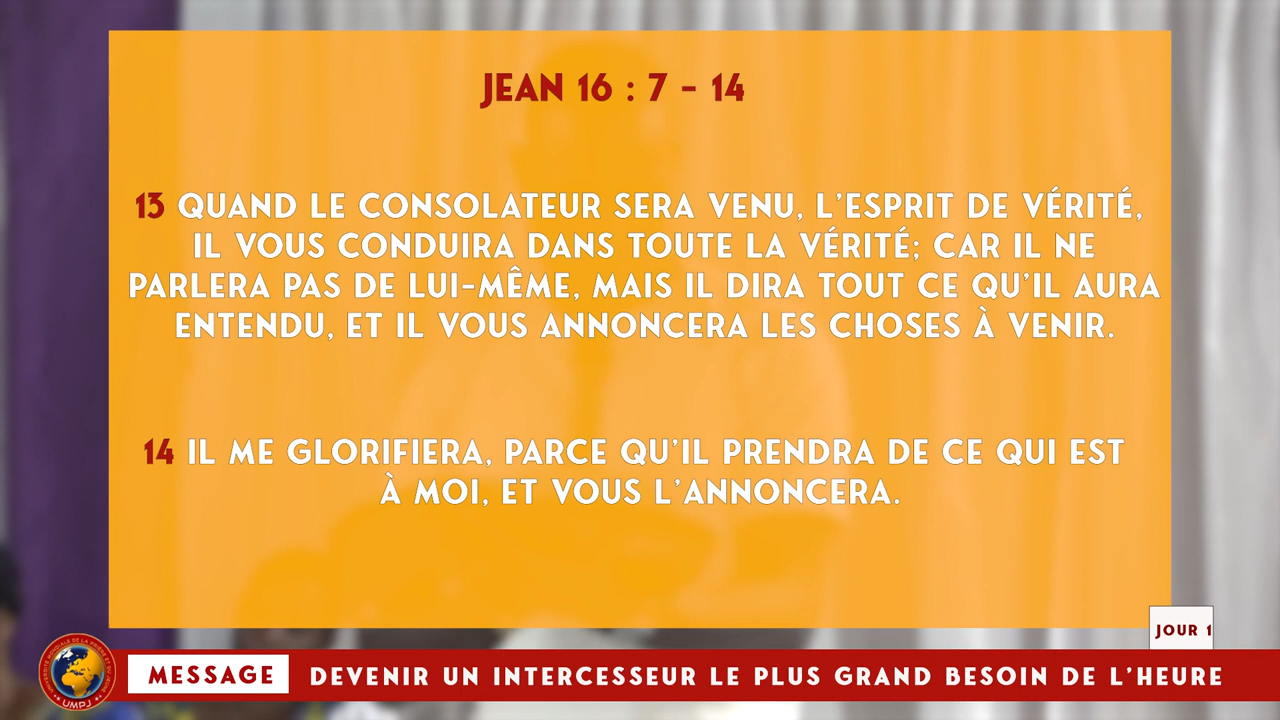 JEAN 16 : 7 - 14
13 QUAND LE CONSOLATEUR SERA VENU, L'ESPRIT DE VÉRITÉ,
IL VOUS CONDUIRA DANS TOUTE LA VÉRITÉ; CAR IL NE
PARLERA PAS DE LUI-MÊME, MAIS IL DIRA TOUT CE QU'IL AURA
ENTENDU, ET IL VOUS ANNONCERA LES CHOSES À VENIR.
14 IL ME GLORIFIERA, PARCE QU'IL PRENDRA DE CE QUI EST
À MOI, ET VOUS L'ANNONCERA.
JOUR 1
UMPJ
MESSAGE
DEVENIR UN INTERCESSEUR LE PLUS GRAND BESOIN DE L'HEURE